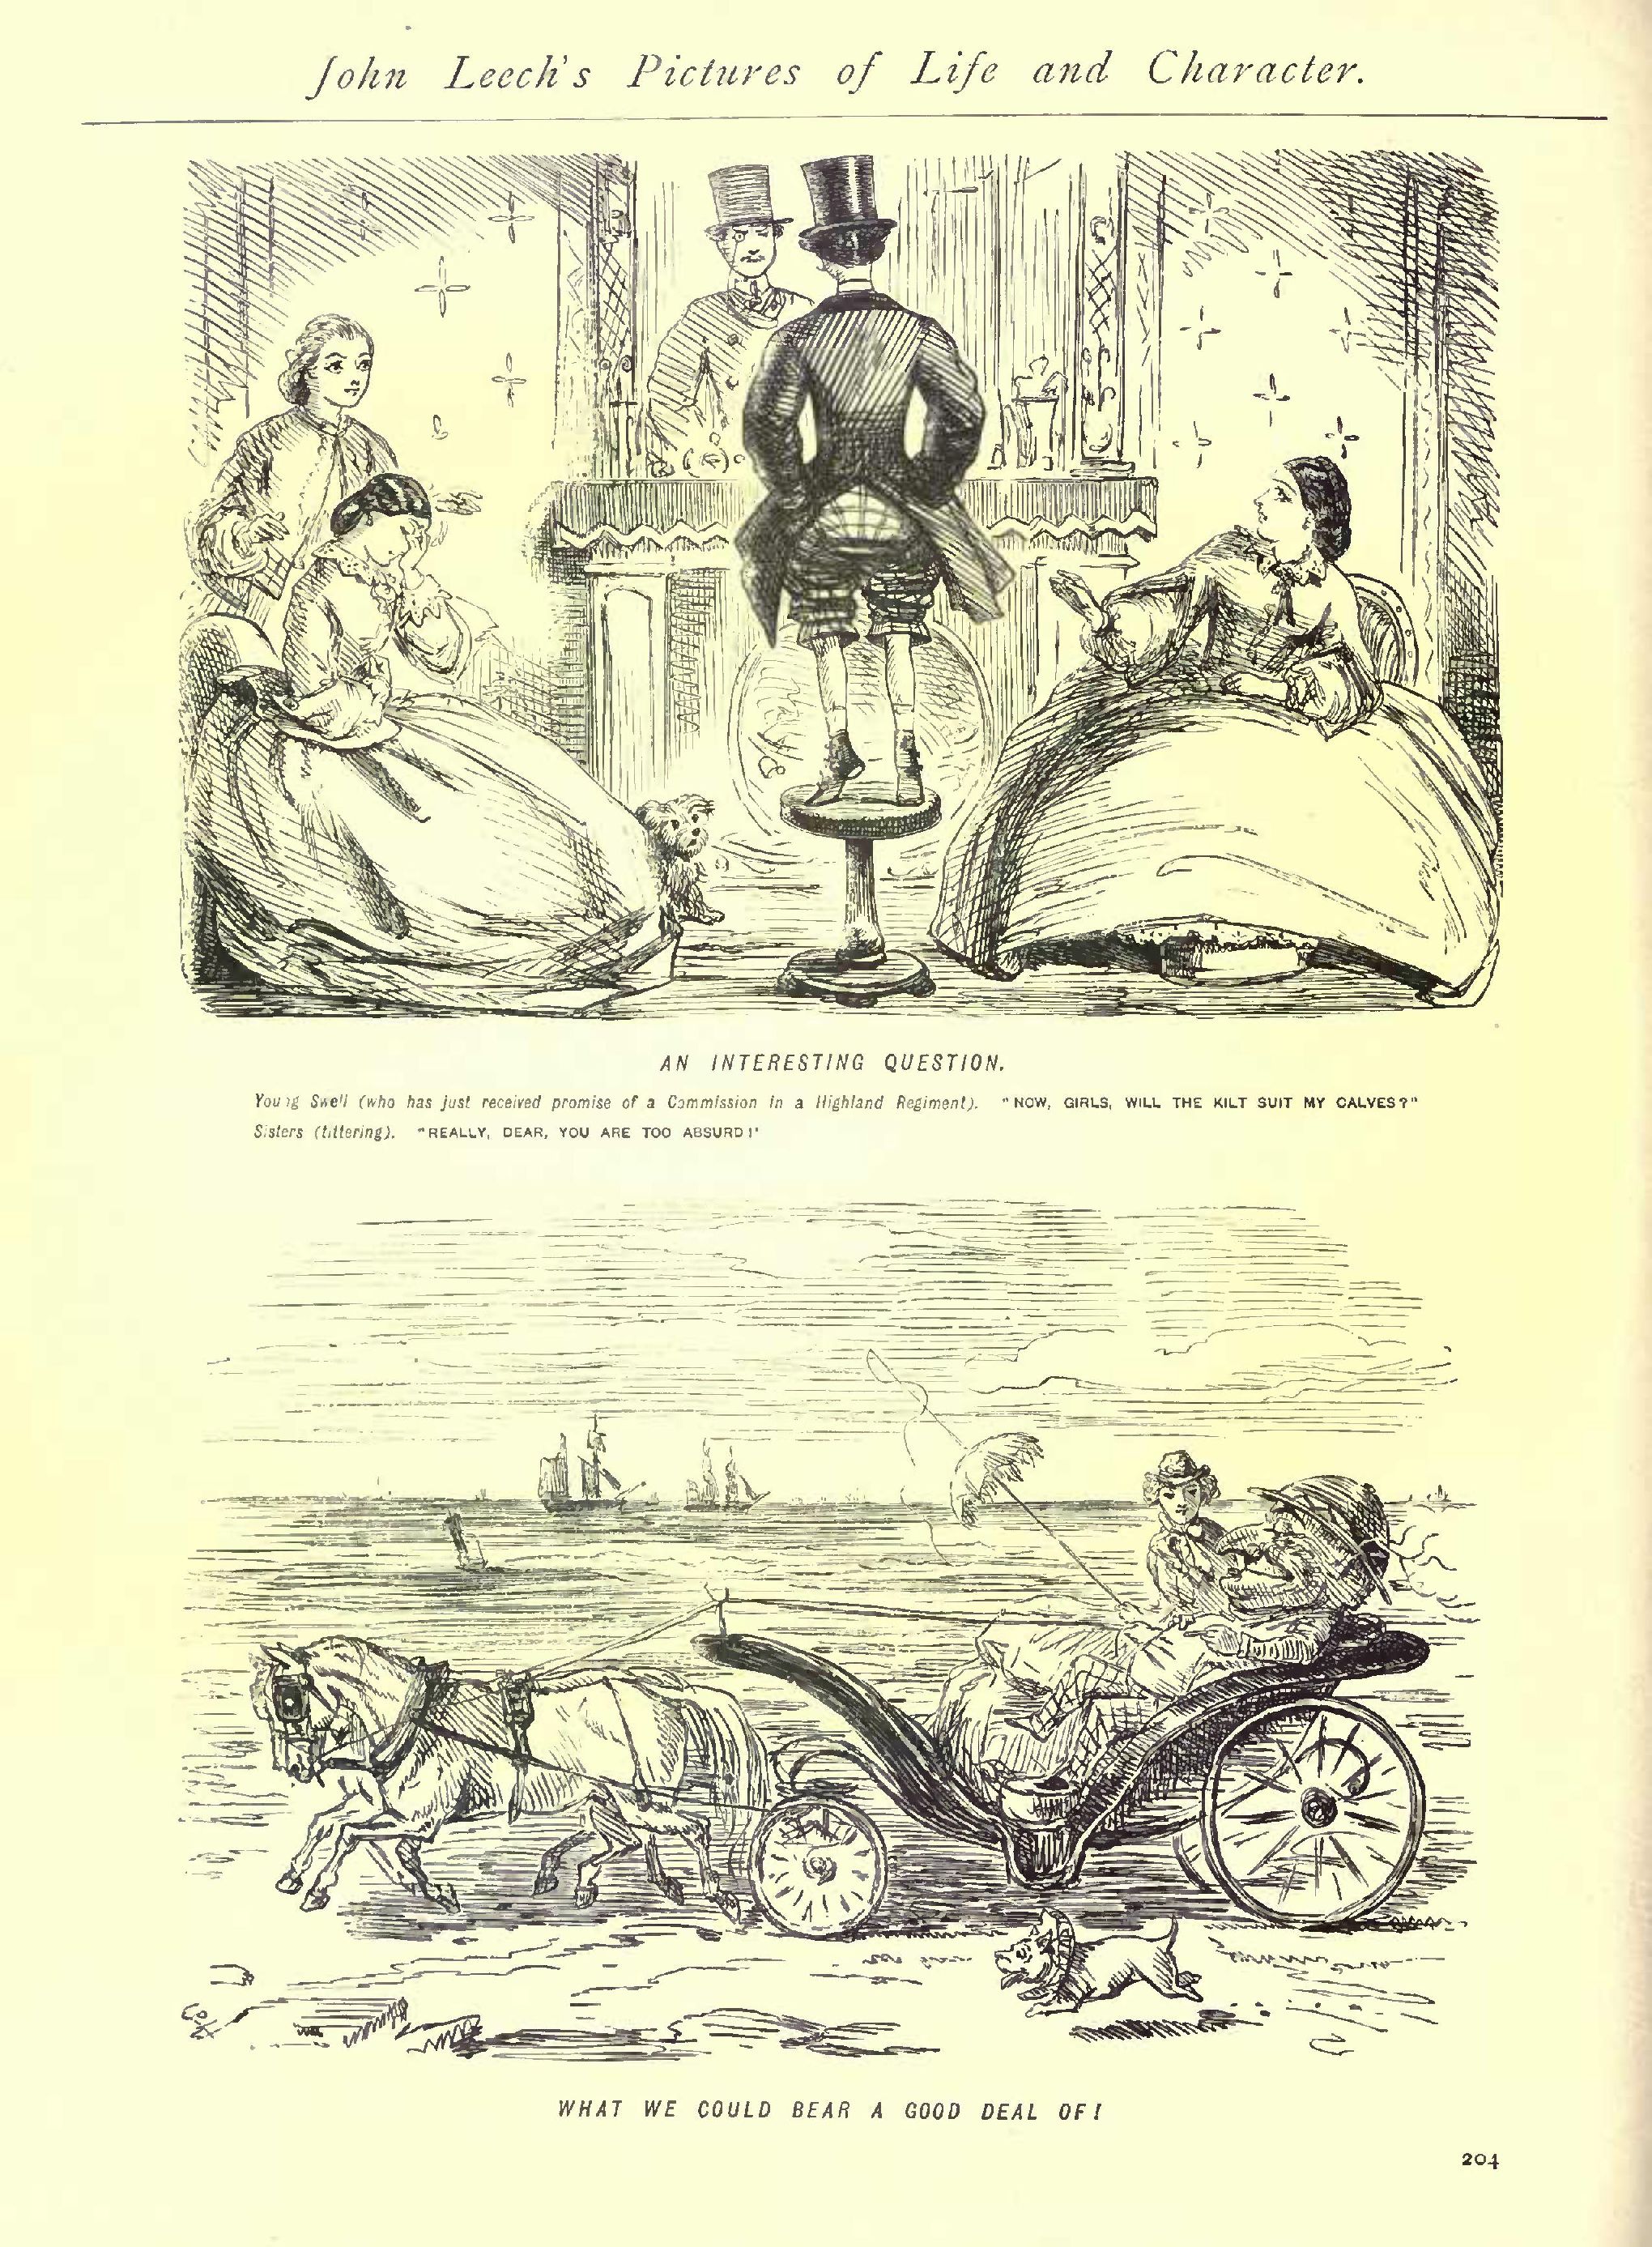 John Leech's Pictures of Life and Character.
AN INTERESTING QUESTION.
Young Swell (who has just received promise of a Commission in a Highland Regiment). "NOW, GIRLS, WILL THE KILT SUIT MY CALVES?"
Sisters (tittering). "REALLY, DEAR, YOU ARE TOO ABSURD!"
WHAT WE COULD BEAR A GOOD DEAL OF!
204